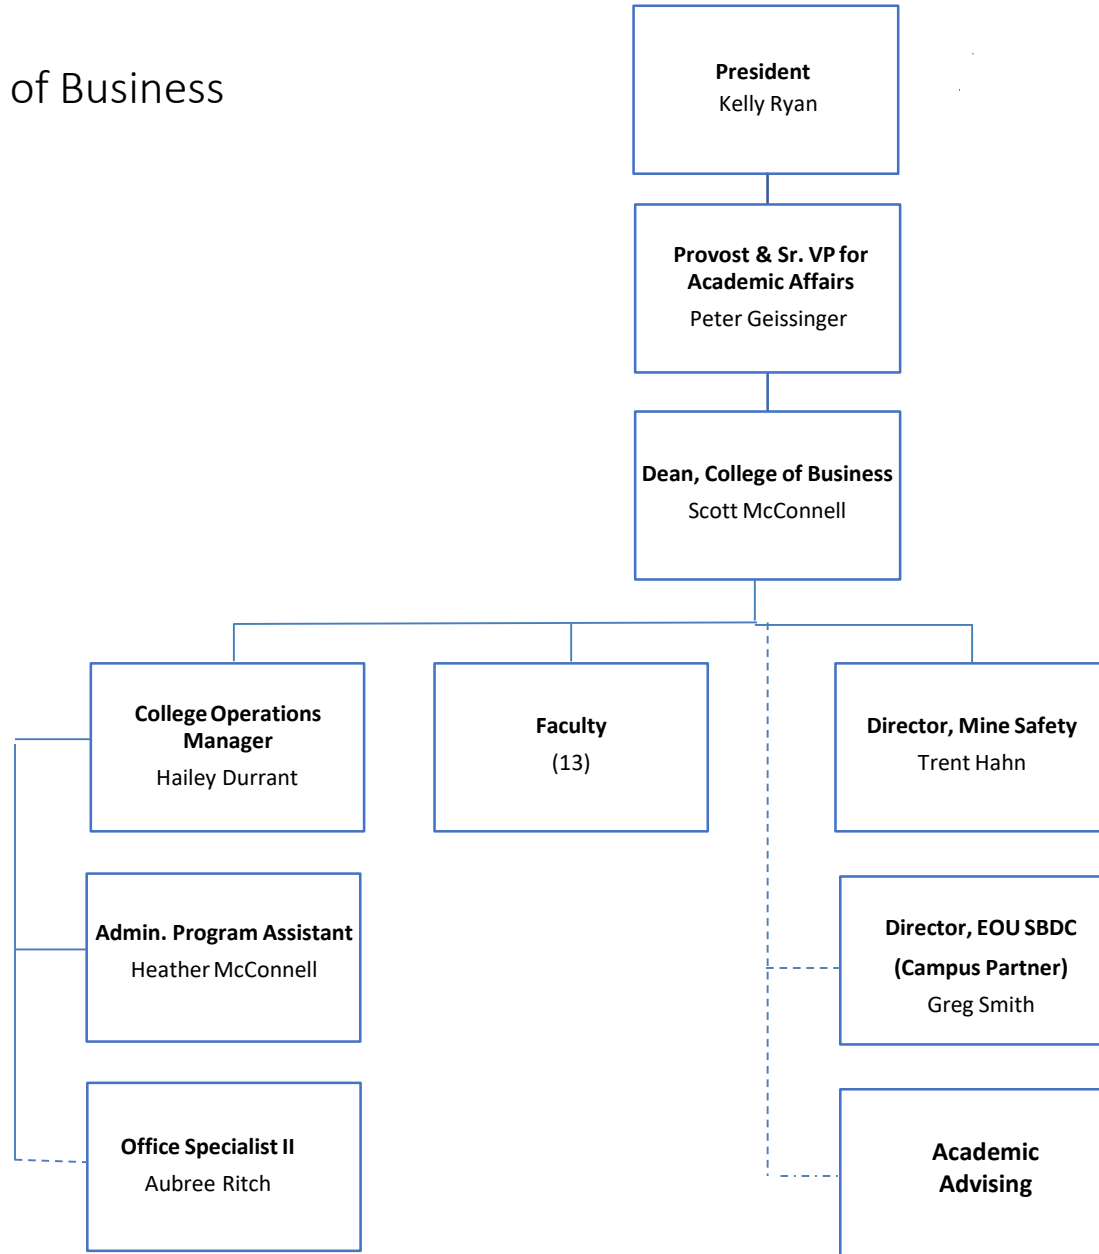 of Business
President
Kelly Ryan
Provost & Sr. VP for
Academic Affairs
Peter Geissinger
Dean, College of Business
Scott McConnell
College Operations
Manager
Hailey Durrant
Faculty
(13)
Director, Mine Safety
Trent Hahn
Admin. Program Assistant
Heather McConnell
Director, EOU SBDC
(Campus Partner)
Greg Smith
Office Specialist II
Aubree Ritch
Academic
Advising